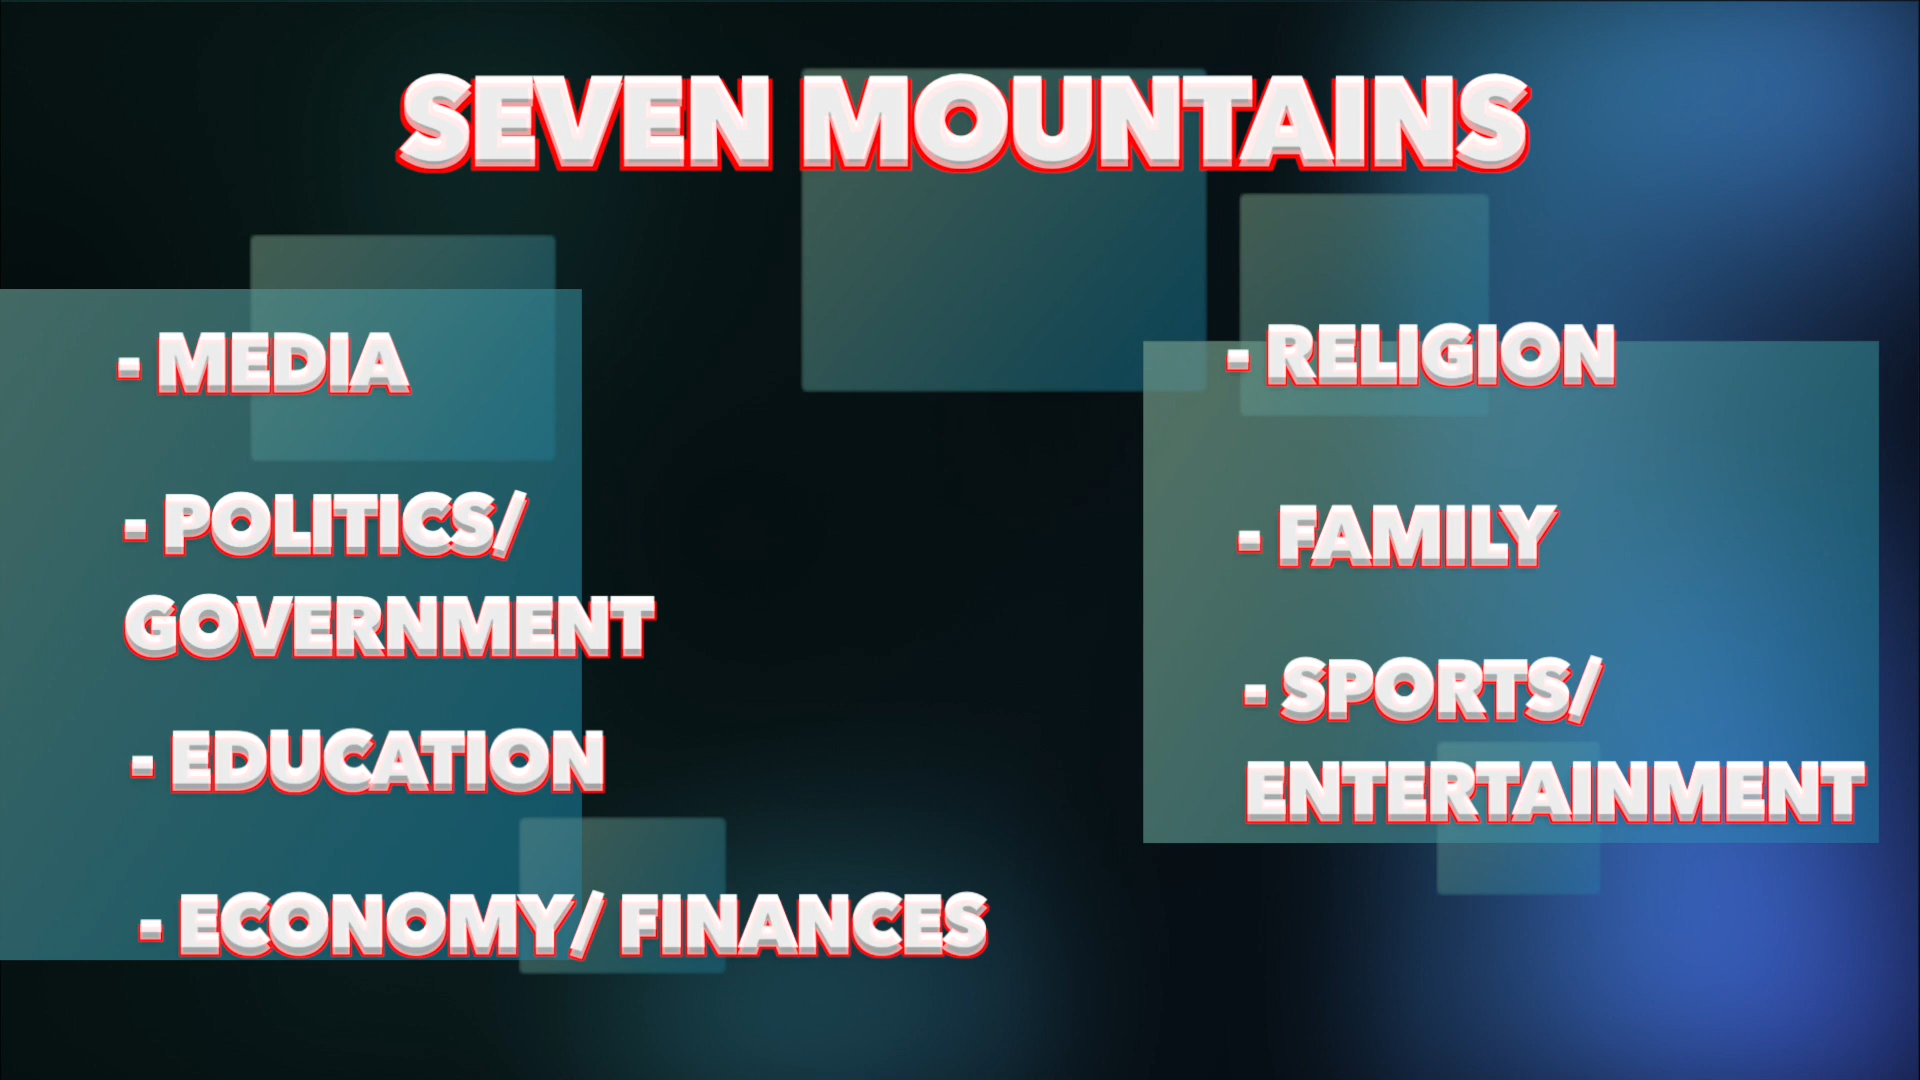 SEVEN MOUNTAINS
- MEDIA
- POLITICS/
GOVERNMENT
- EDUCATION
- ECONOMY/ FINANCES
- RELIGION
- FAMILY
- SPORTS/
ENTERTAINMENT